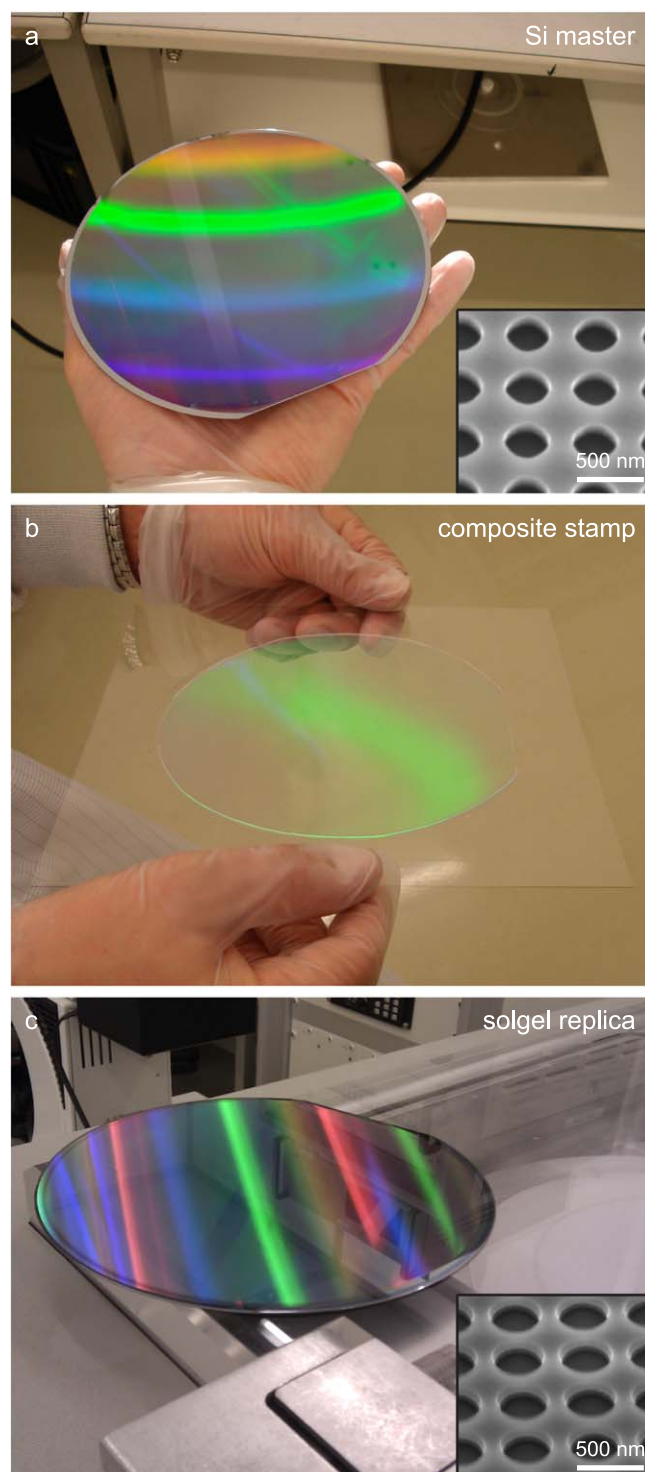 a
Si master
500 nm
b
composite stamp
c
solgel replica
500 nm